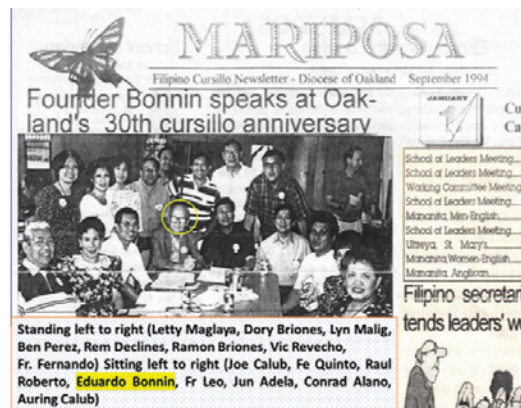 MARIPOSA
Filipino Cursillo Newsletter - Diocese of Oakland September 1994
Founder Bonnin speaks at Oak-
land's 30th cursillo anniversary
JANUARY
1
Cu
Ca
School of Leaders Meeting
School of Leaders Meeting
Working Committee Meeting
School of Leaders Meeting
Mananita, Men-English
School of Leaders Meeting
Ultreya, St. Mary's
Mananita Women-English
Mananita, Anglican
Filipino secretar
tends leaders' w
Standing left to right (Letty Maglaya, Dory Briones, Lyn Malig,
Ben Perez, Rem Declines, Ramon Briones, Vic Revecho,
Fr. Fernando) Sitting left to right (Joe Calub, Fe Quinto, Raul
Roberto, Eduardo Bonnin, Fr Leo, Jun Adela, Conrad Alano,
Auring Calub)